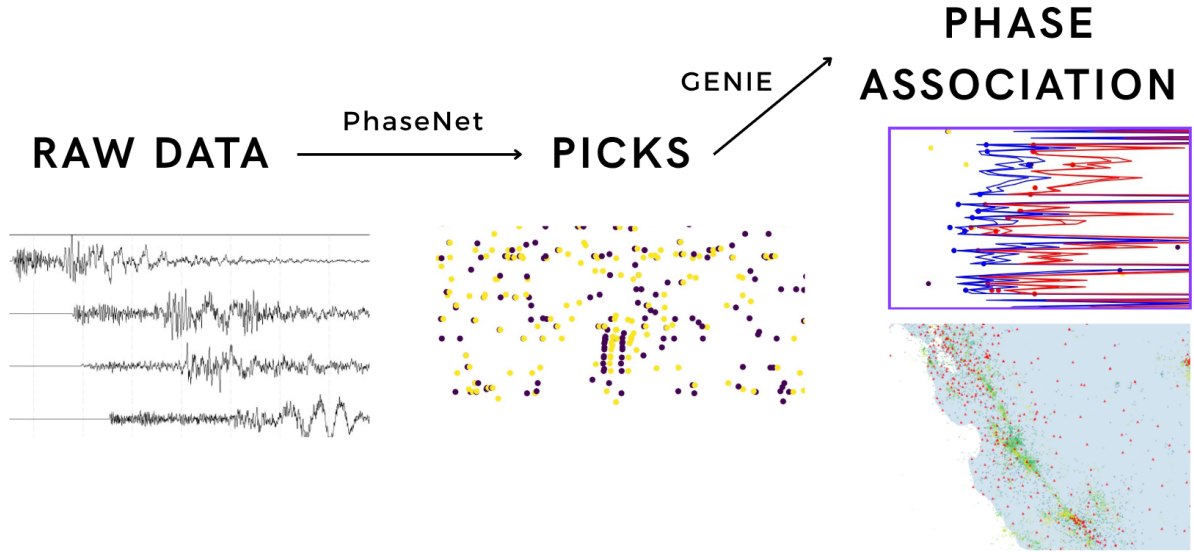 RAW DATA
PhaseNet
PICKS
GENIE
PHASE
ASSOCIATION